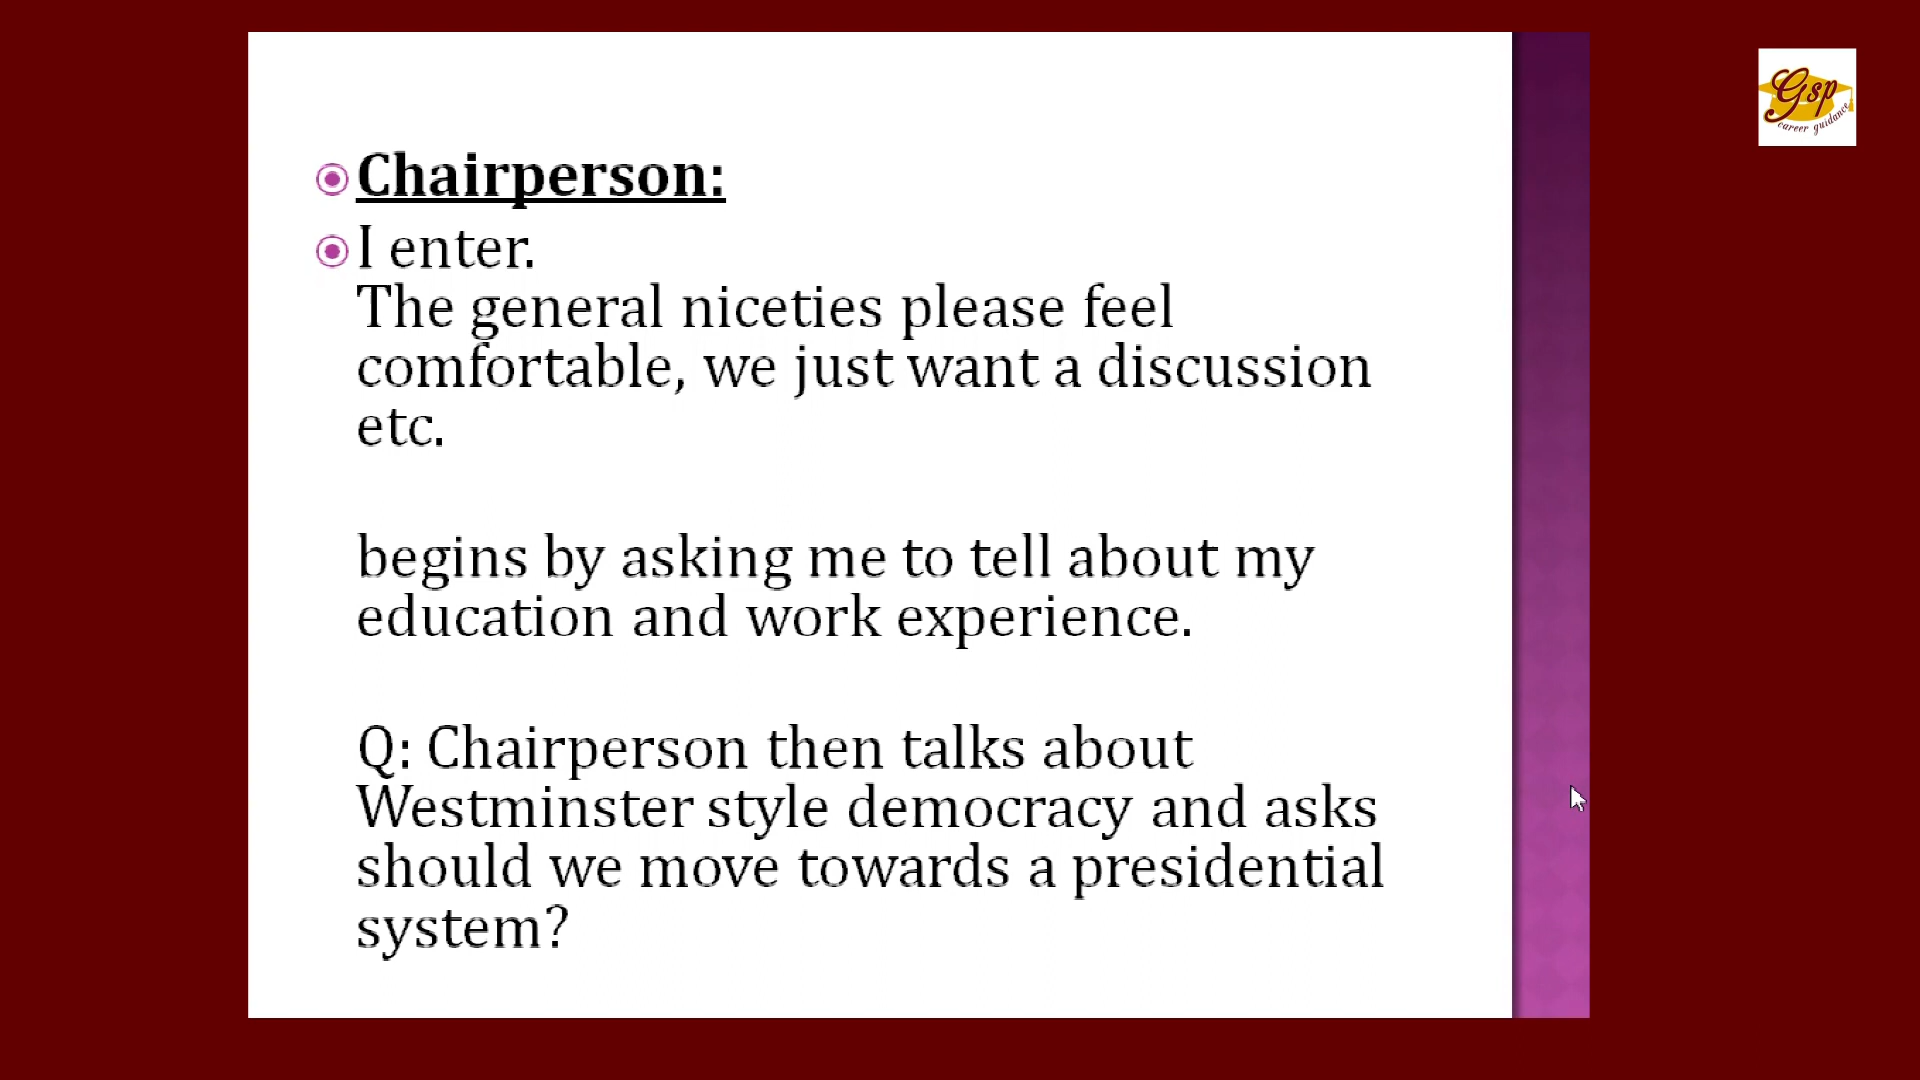 Chairperson:
I enter.
The general niceties please feel
comfortable, we just want a discussion
etc.
begins by asking me to tell about my
education and work experience.
Q: Chairperson then talks about
Westminster style democracy and asks
should we move towards a presidential
system?
Gsp
career guidance